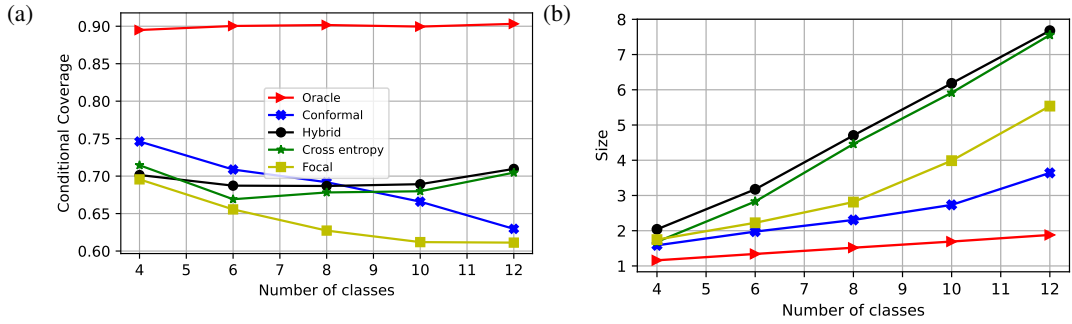 (a)
Conditional Coverage
0.90
0.85
0.80
0.75
0.70
0.65
0.60
Oracle
Conformal
Hybrid
Cross entropy
Focal
4 5 6 7 8 9 10 11 12
Number of classes
(b)
Size
8
7
6
5
4
3
2
1
4 5 6 7 8 9 10 11 12
Number of classes